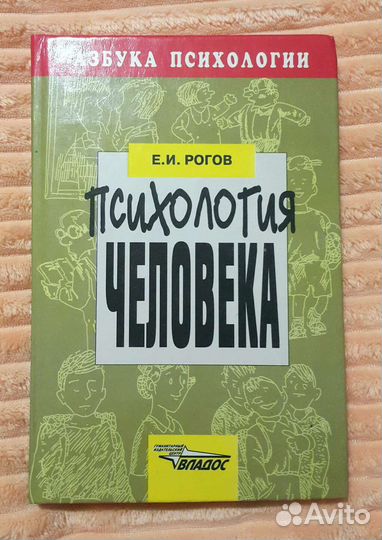 АЗБУКА ПСИХОЛОГИИ
Е.И. РОГОВ
ПСИХОЛОГИЯ
ЧЕЛОВЕКА
ГУМАНИТАРНЫЙ
ИЗДАТЕЛЬСКИЙ
ЦЕНТР
ВЛАДОС
Avito